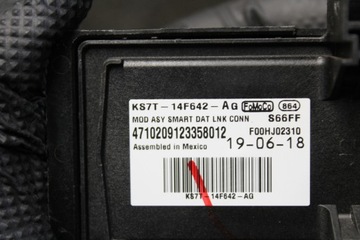 KS7T-14F642-AG FoMoCo 864
MOD ASY SMART DAT LNK CONN S66FF
4710209123358012 F00HJ02310
Assembled in Mexico 19-06-18
KS7T-14F642-AG